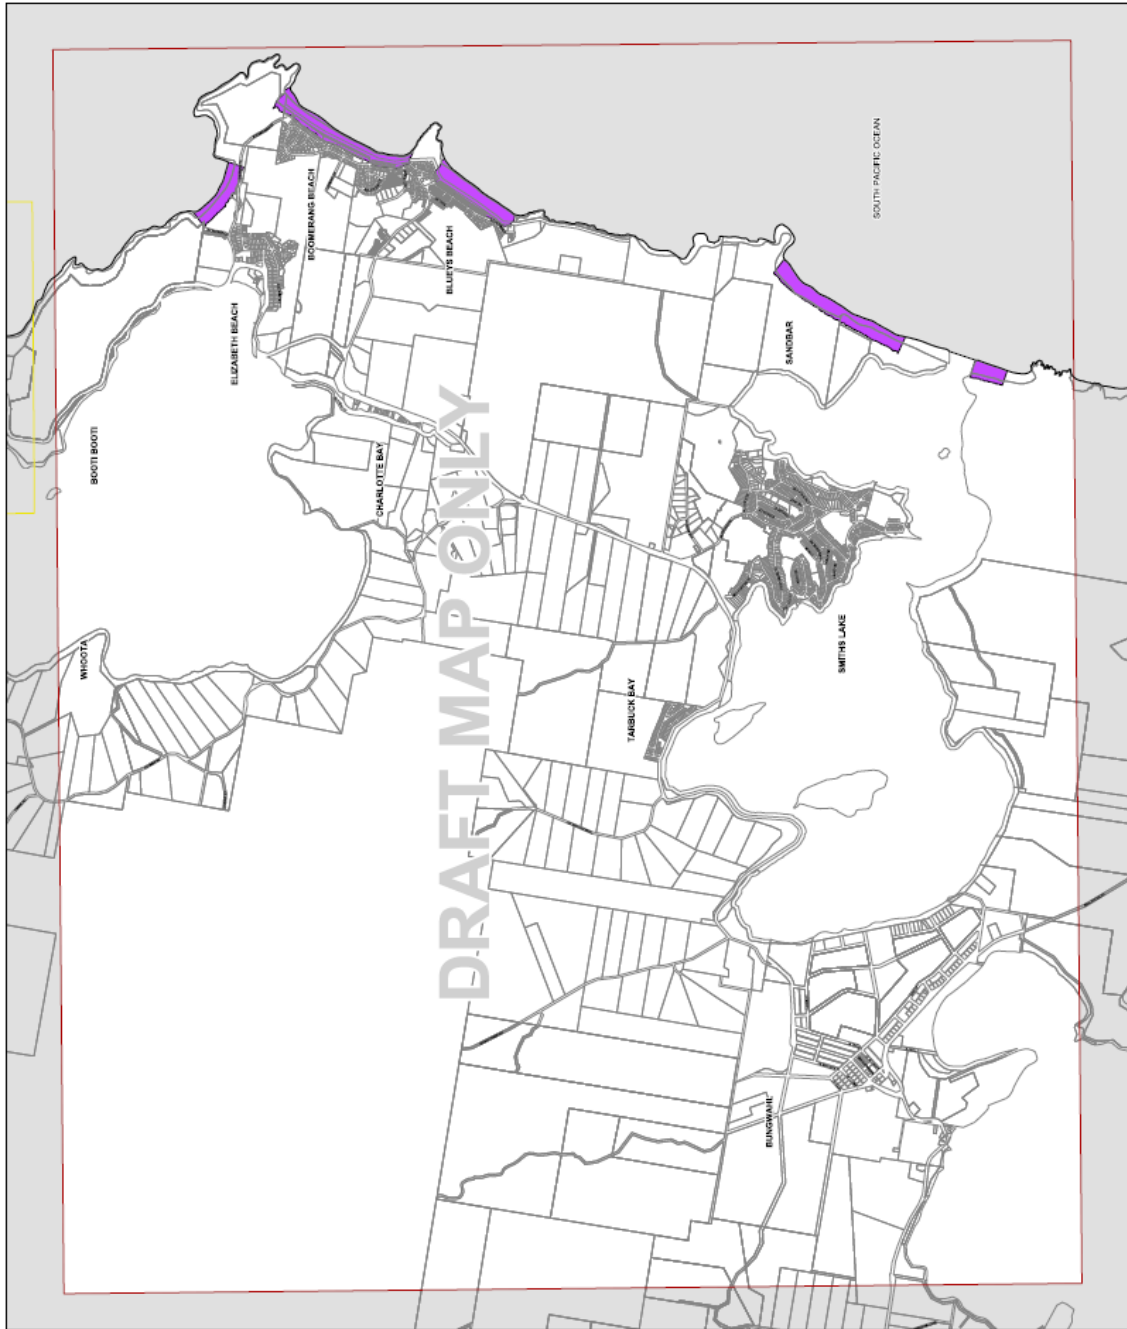 SOUTH PACIFIC OCEAN
BOOMERANG BEACH
BLUEYS BEACH
ELIZABETH BEACH
SANDBAR
BOOTI BOOTI
CHARLOTTE BAY
DRAFT MAP ONLY
WHOOTA
SMITHS LAKE
TARBUCK BAY
BUNGWAHL